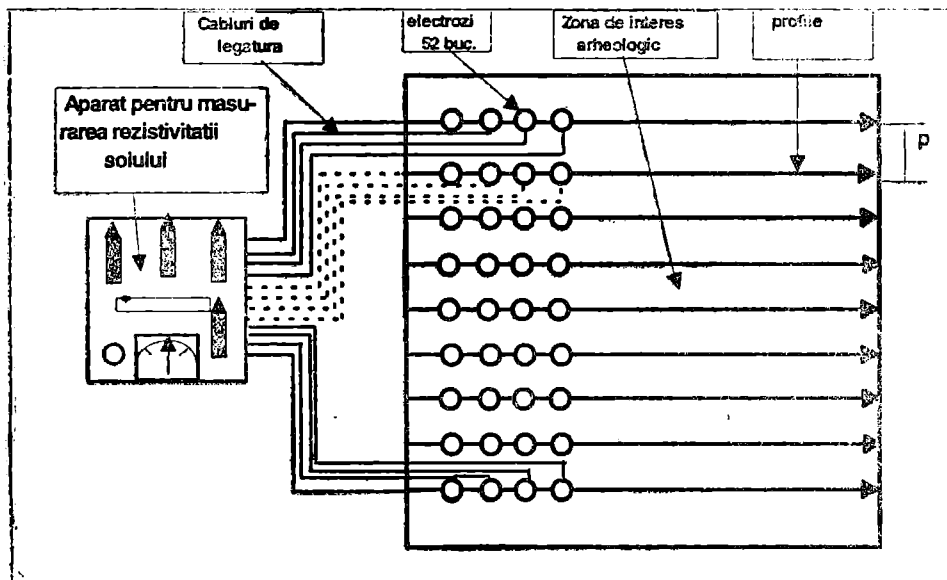 Cabluri de
legatura
electrozi
52 buc.
Zona de interes
arheologic
profile
Aparat pentru masu-
rarea rezistivitatii
solului
p